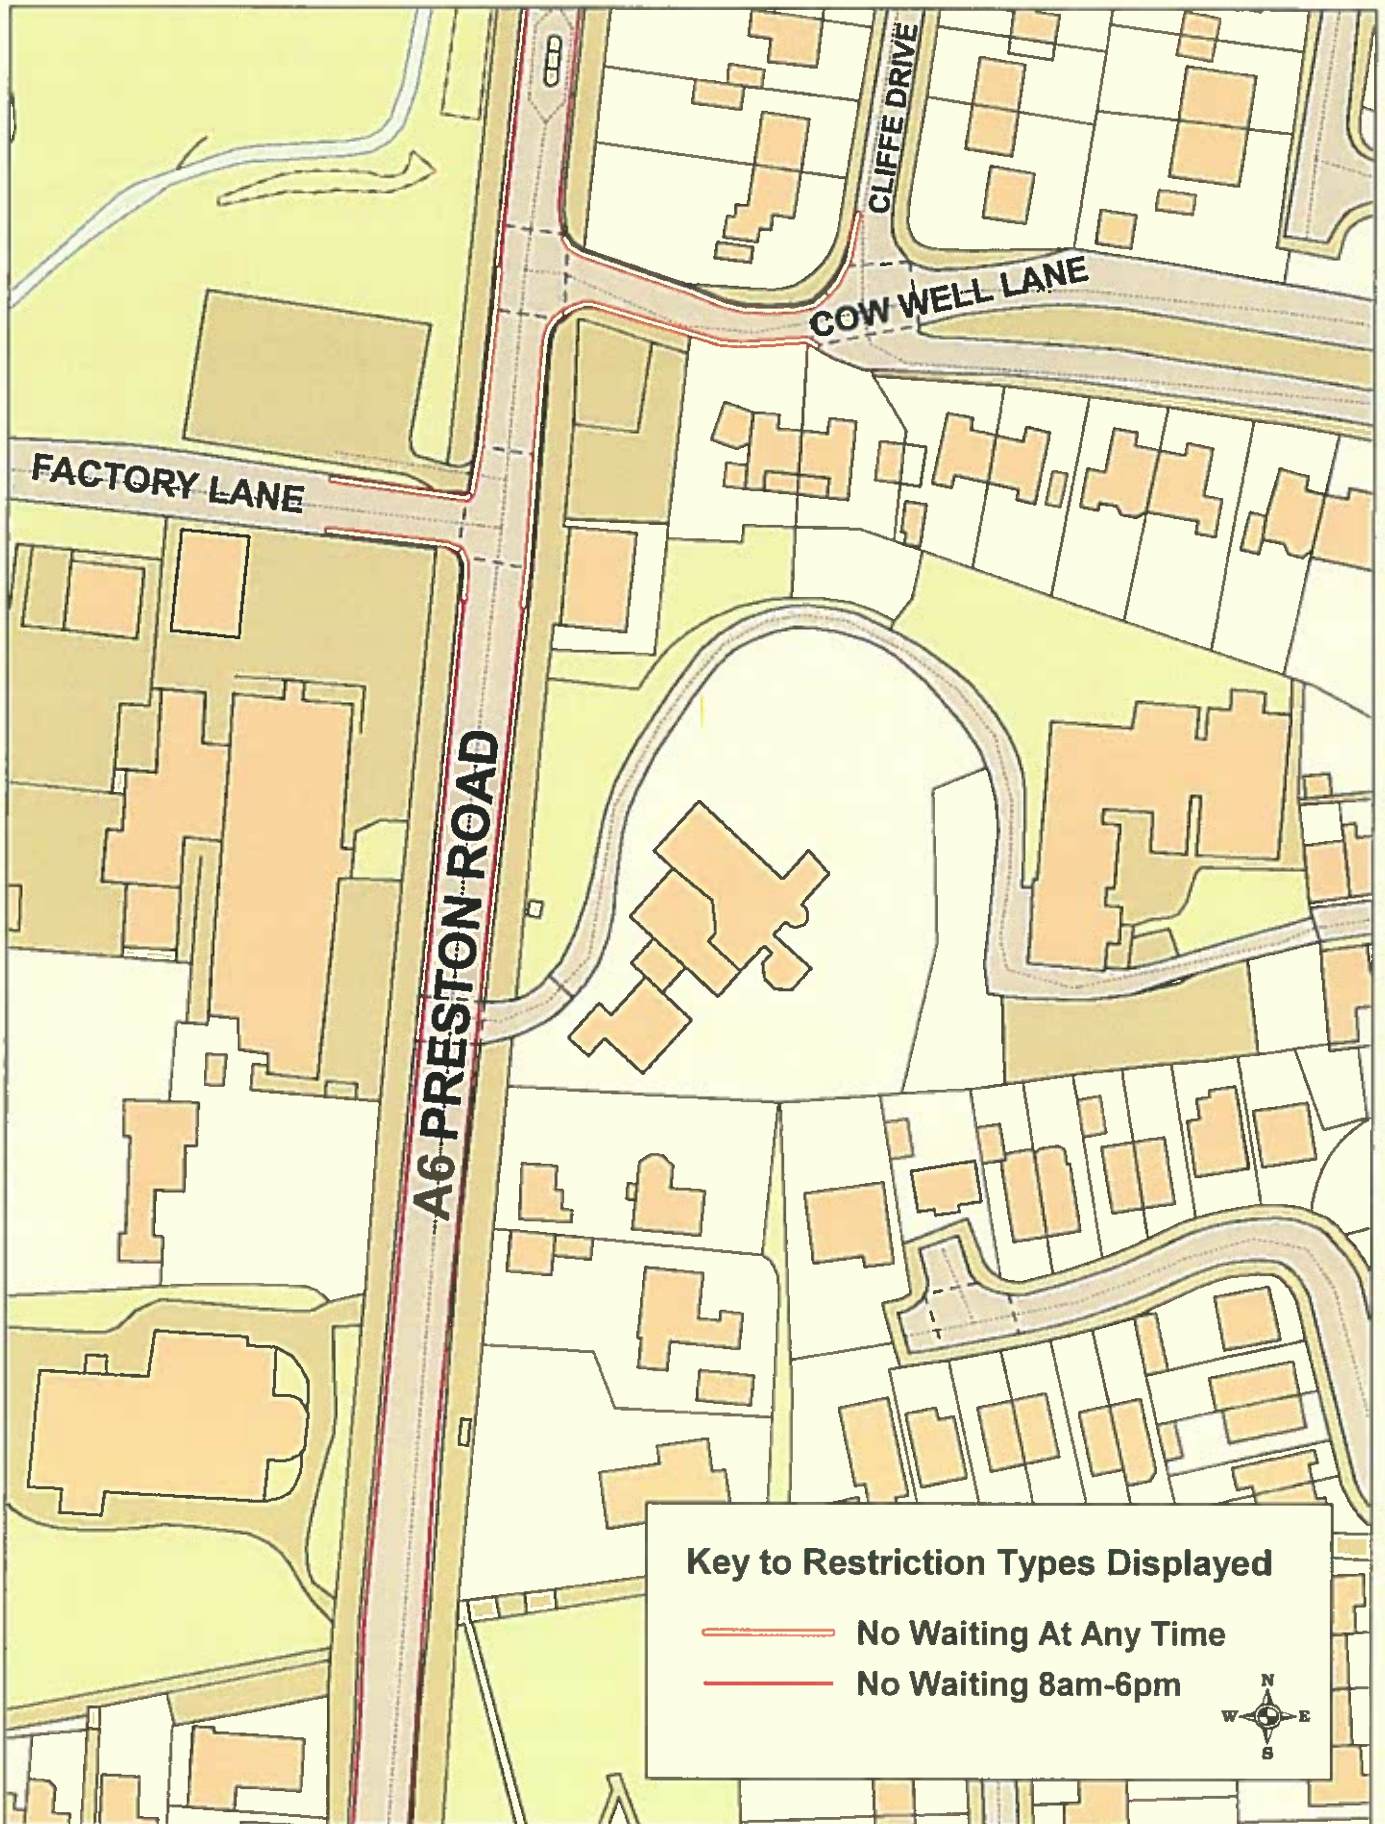 CLIFFE DRIVE
COW WELL LANE
FACTORY LANE
A6 PRESTON ROAD
Key to Restriction Types Displayed
No Waiting At Any Time
No Waiting 8am-6pm
N
W E
S